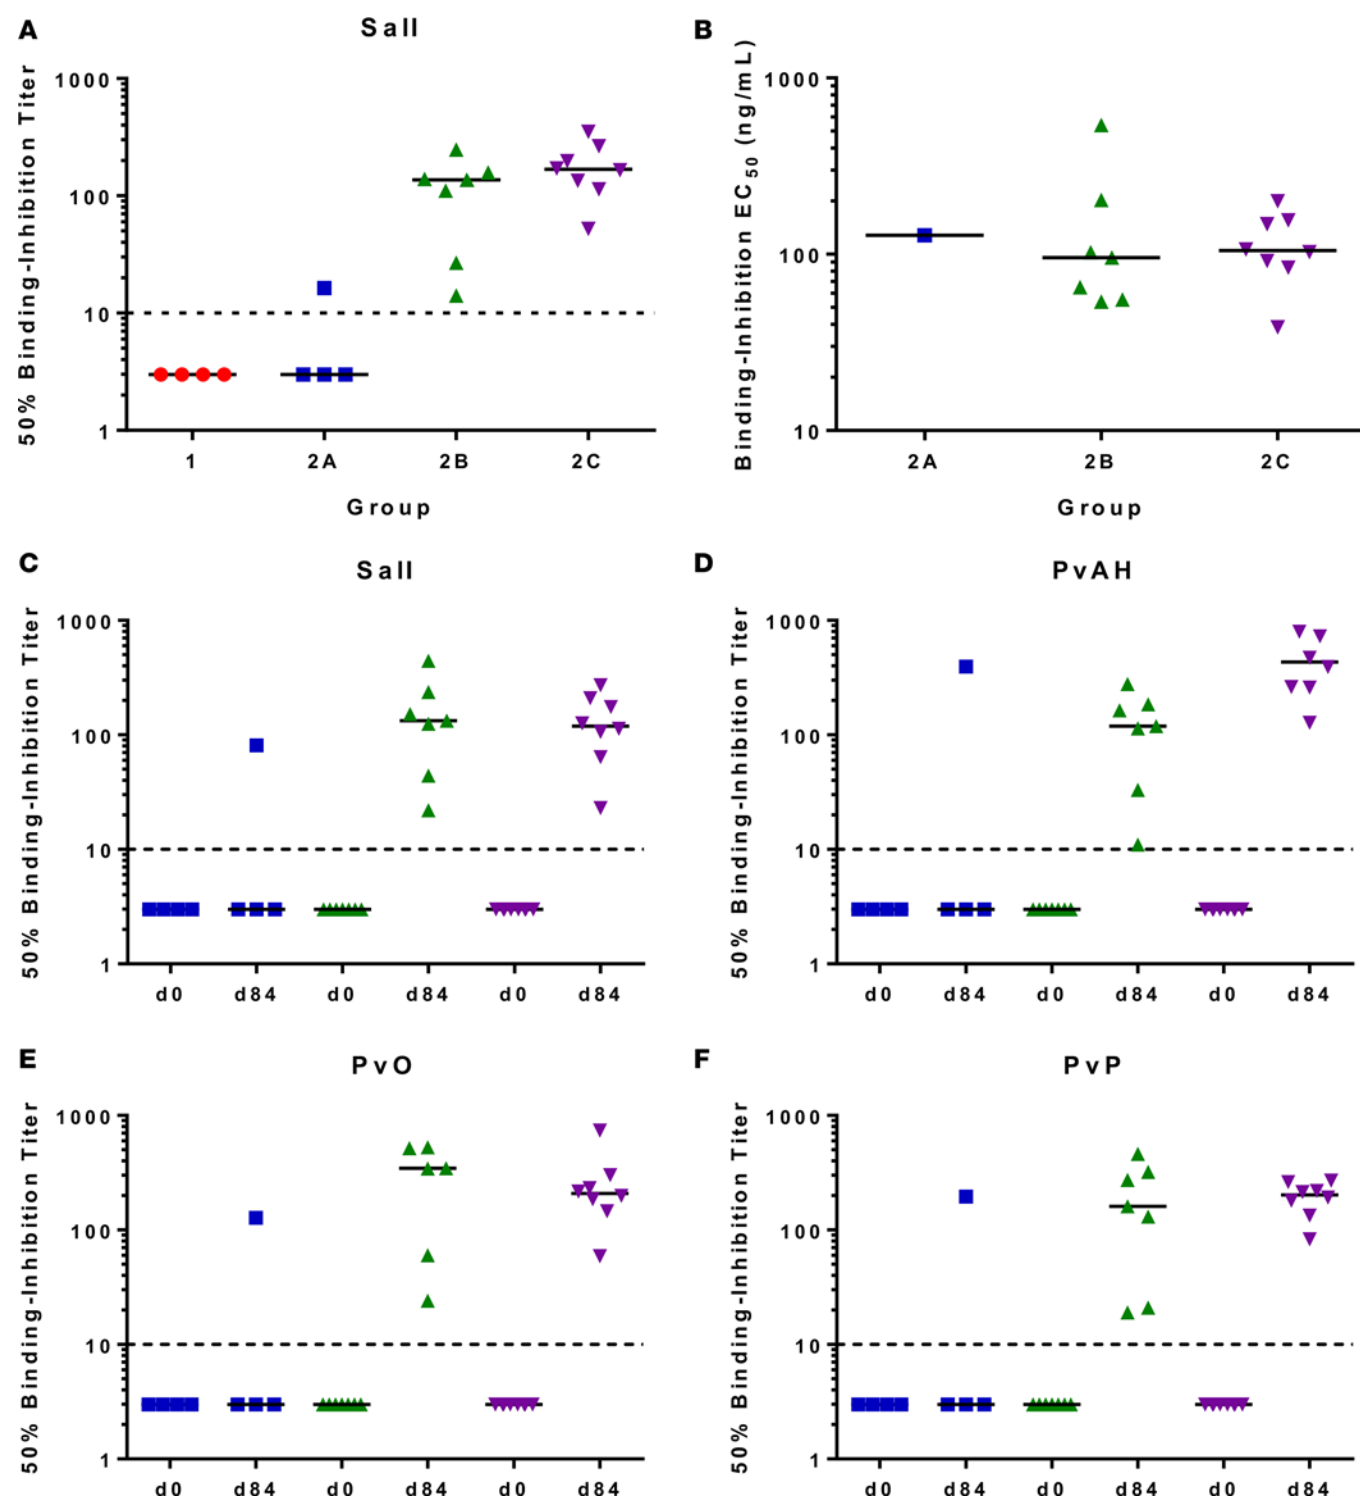 A
SalI
50% Binding-Inhibition Titer
1000
100
10
1
1 2A 2B 2C
Group
B
Binding-Inhibition EC50 (ng/mL)
1000
100
10
2A 2B 2C
Group
C
SalI
50% Binding-Inhibition Titer
1000
100
10
1
d0 d84 d0 d84 d0 d84
D
PvAH
50% Binding-Inhibition Titer
1000
100
10
1
d0 d84 d0 d84 d0 d84
E
PvO
50% Binding-Inhibition Titer
1000
100
10
1
d0 d84 d0 d84 d0 d84
F
PvP
50% Binding-Inhibition Titer
1000
100
10
1
d0 d84 d0 d84 d0 d84